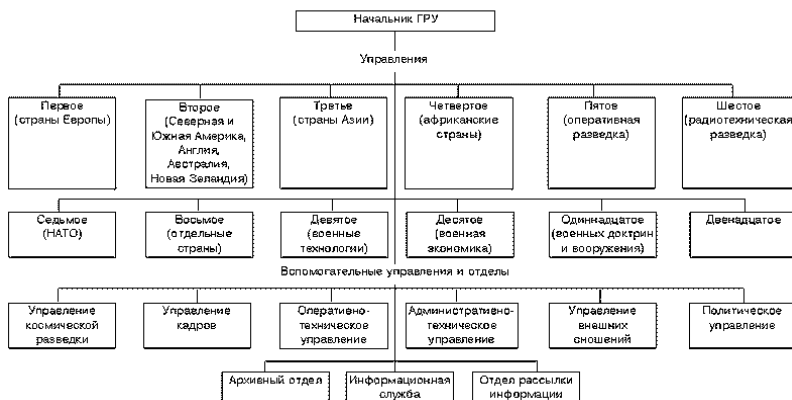 Начальник ГРУ
Управления
Первое
(страны Европы)
Второе
(Северная и
Южная Америка,
Англия,
Австралия,
Новая Зеландия)
Третье
(страны Азии)
Четвертое
(африканские
страны)
Пятое
(оперативная
разведка)
Шестое
(радиотехническая
разведка)
Седьмое
(НАТО)
Восьмое
(отдельные
страны)
Девятое
(военные
технологии)
Десятое
(военная
экономика)
Одиннадцатое
(военных доктрин
и вооружения)
Двенадцатое
Вспомогательные управления и отделы
Управление
космической
разведки
Управление
кадров
Оперативно-
техническое
управление
Административно-
техническое
управление
Управление
внешних
сношений
Политическое
управление
Архивный отдел
Информационная
служба
Отдел рассылки
информации